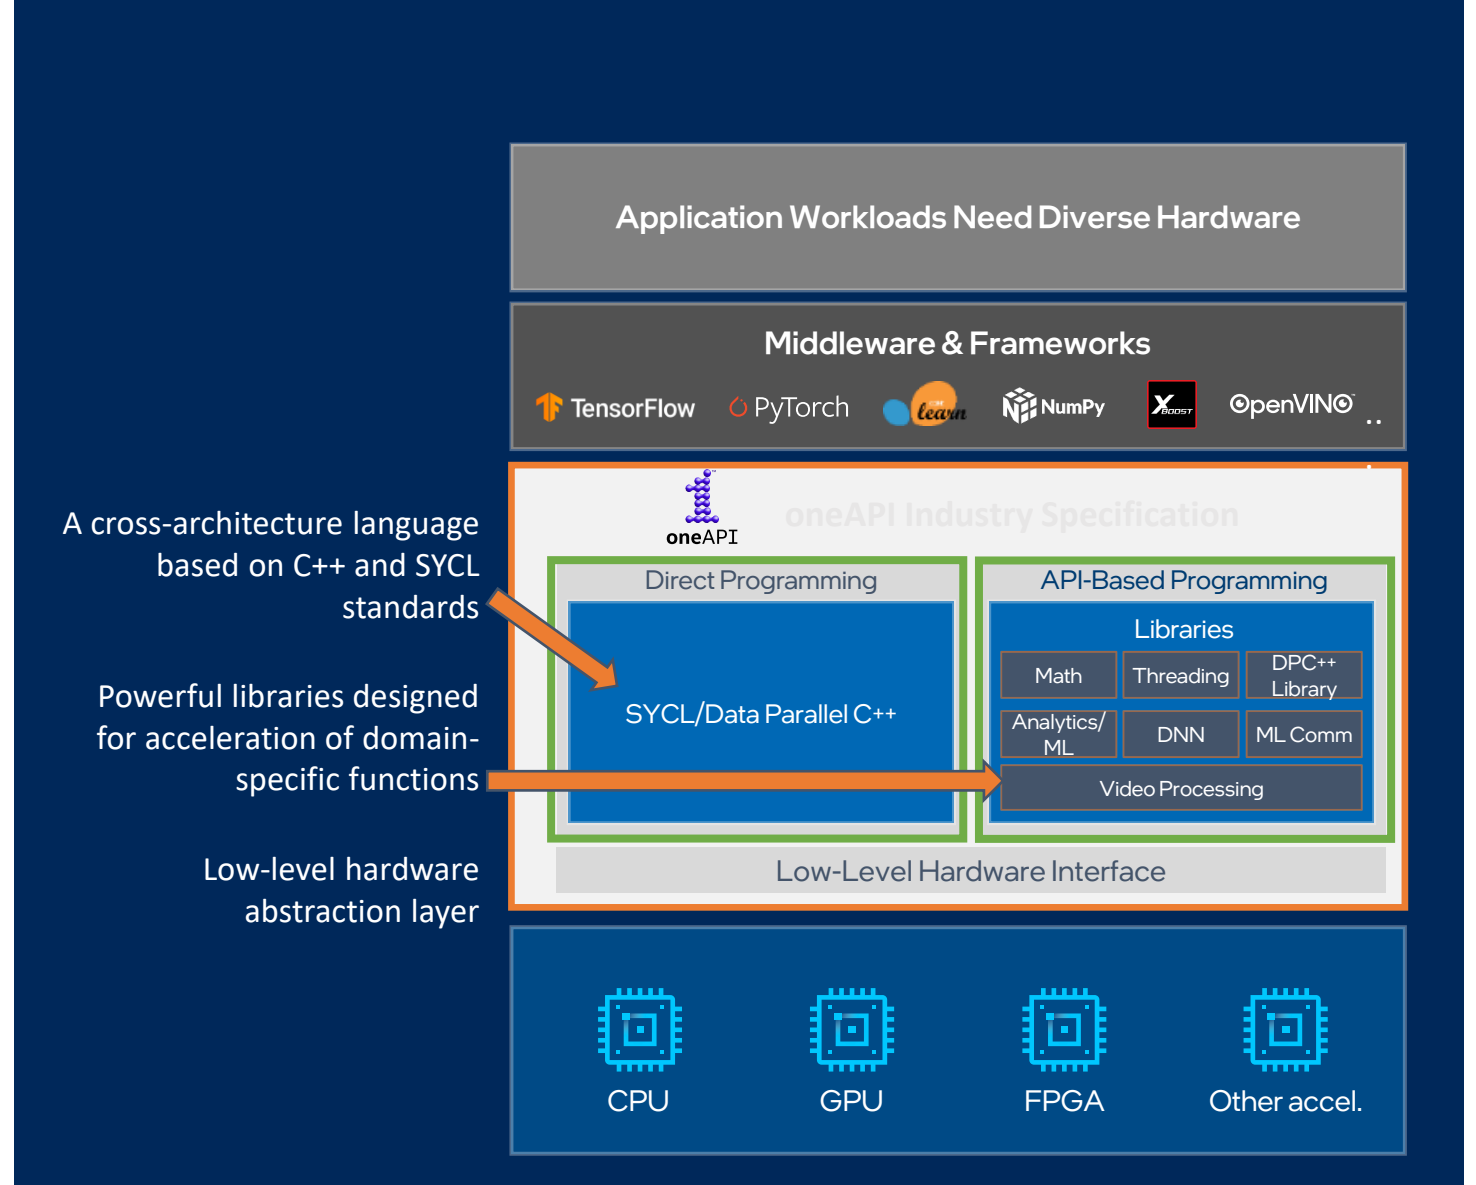 Application Workloads Need Diverse Hardware
Middleware & Frameworks
TensorFlow
PyTorch
learn
NumPy
XBOOST
OpenVINO
..
.
oneAPI
oneAPI Industry Specification
A cross-architecture language
based on C++ and SYCL
standards
Powerful libraries designed
for acceleration of domain-
specific functions
Low-level hardware
abstraction layer
Direct Programming
SYCL/Data Parallel C++
API-Based Programming
Libraries
Math
Threading
DPC++
Library
Analytics/
ML
DNN
ML Comm
Video Processing
Low-Level Hardware Interface
CPU
GPU
FPGA
Other accel.